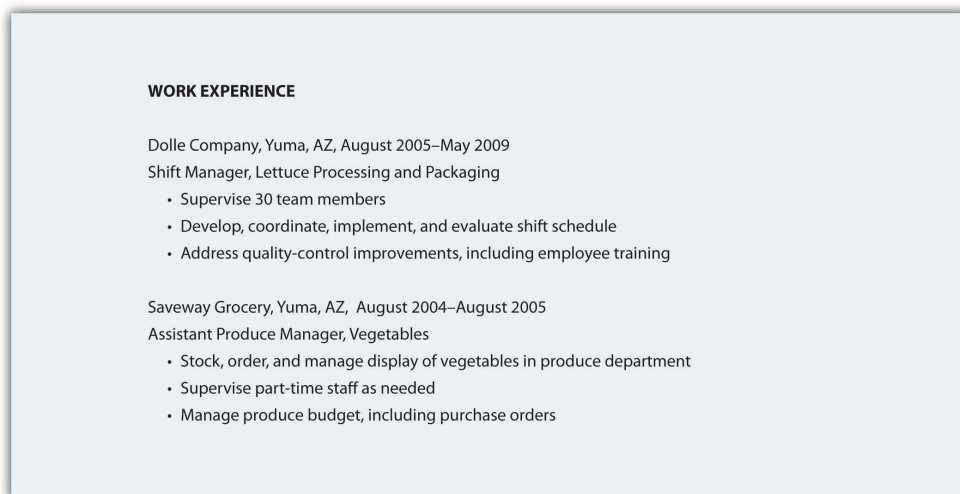 WORK EXPERIENCE
Dolle Company, Yuma, AZ, August 2005–May 2009
Shift Manager, Lettuce Processing and Packaging
• Supervise 30 team members
• Develop, coordinate, implement, and evaluate shift schedule
• Address quality-control improvements, including employee training
Saveway Grocery, Yuma, AZ,  August 2004–August 2005
Assistant Produce Manager, Vegetables
• Stock, order, and manage display of vegetables in produce department
• Supervise part-time staff as needed
• Manage produce budget, including purchase orders